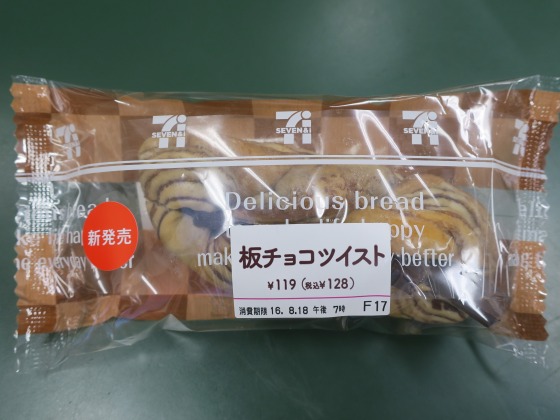 SEVEN&i
SEVEN&i
SEVEN&i
Delicious bread
新発売
板チョコツイスト
¥119(税込¥128)
消費期限 16. 8.18 午後 7時 F17
better